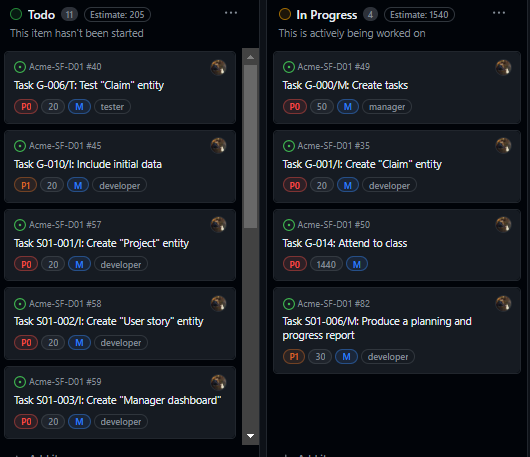 Todo 11 Estimate: 205 ...
This item hasn't been started
Acme-SF-D01 #40
Task G-006/T: Test "Claim" entity
P0 20 M tester
Acme-SF-D01 #45
Task G-010/I: Include initial data
P1 20 M developer
Acme-SF-D01 #57
Task S01-001/I: Create "Project" entity
P0 20 M developer
Acme-SF-D01 #58
Task S01-002/I: Create "User story" entity
P0 20 M developer
Acme-SF-D01 #59
Task S01-003/I: Create "Manager dashboard"
P0 20 M developer
In Progress 4 Estimate: 1540 ...
This is actively being worked on
Acme-SF-D01 #49
Task G-000/M: Create tasks
P0 50 M manager
Acme-SF-D01 #35
Task G-001/I: Create "Claim" entity
P0 20 M developer
Acme-SF-D01 #50
Task G-014: Attend to class
P0 1440 M
Acme-SF-D01 #82
Task S01-006/M: Produce a planning and
progress report
P1 30 M developer